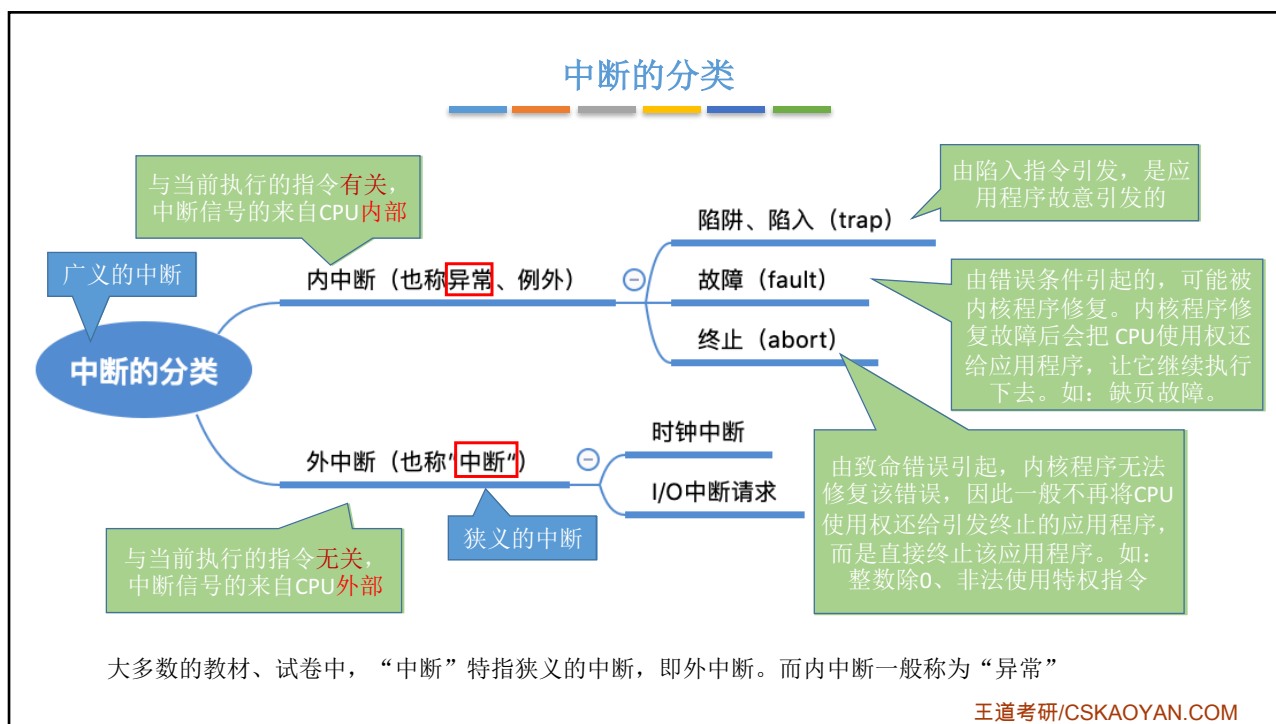 中断的分类
与当前执行的指令有关，
中断信号的来自CPU内部
由陷入指令引发，是应
用程序故意引发的
广义的中断
中断的分类
内中断（也称异常、例外）
陷阱、陷入（trap）
故障（fault）
终止（abort）
由错误条件引起的，可能被
内核程序修复。内核程序修
复故障后会把 CPU使用权还
给应用程序，让它继续执行
下去。如：缺页故障。
外中断（也称“中断“）
时钟中断
I/O中断请求
狭义的中断
与当前执行的指令无关，
中断信号的来自CPU外部
由致命错误引起，内核程序无法
修复该错误，因此一般不再将CPU
使用权还给引发终止的应用程序，
而是直接终止该应用程序。如：
整数除0、非法使用特权指令
大多数的教材、试卷中，“中断”特指狭义的中断，即外中断。而内中断一般称为“异常”
王道考研/CSKAOYAN.COM